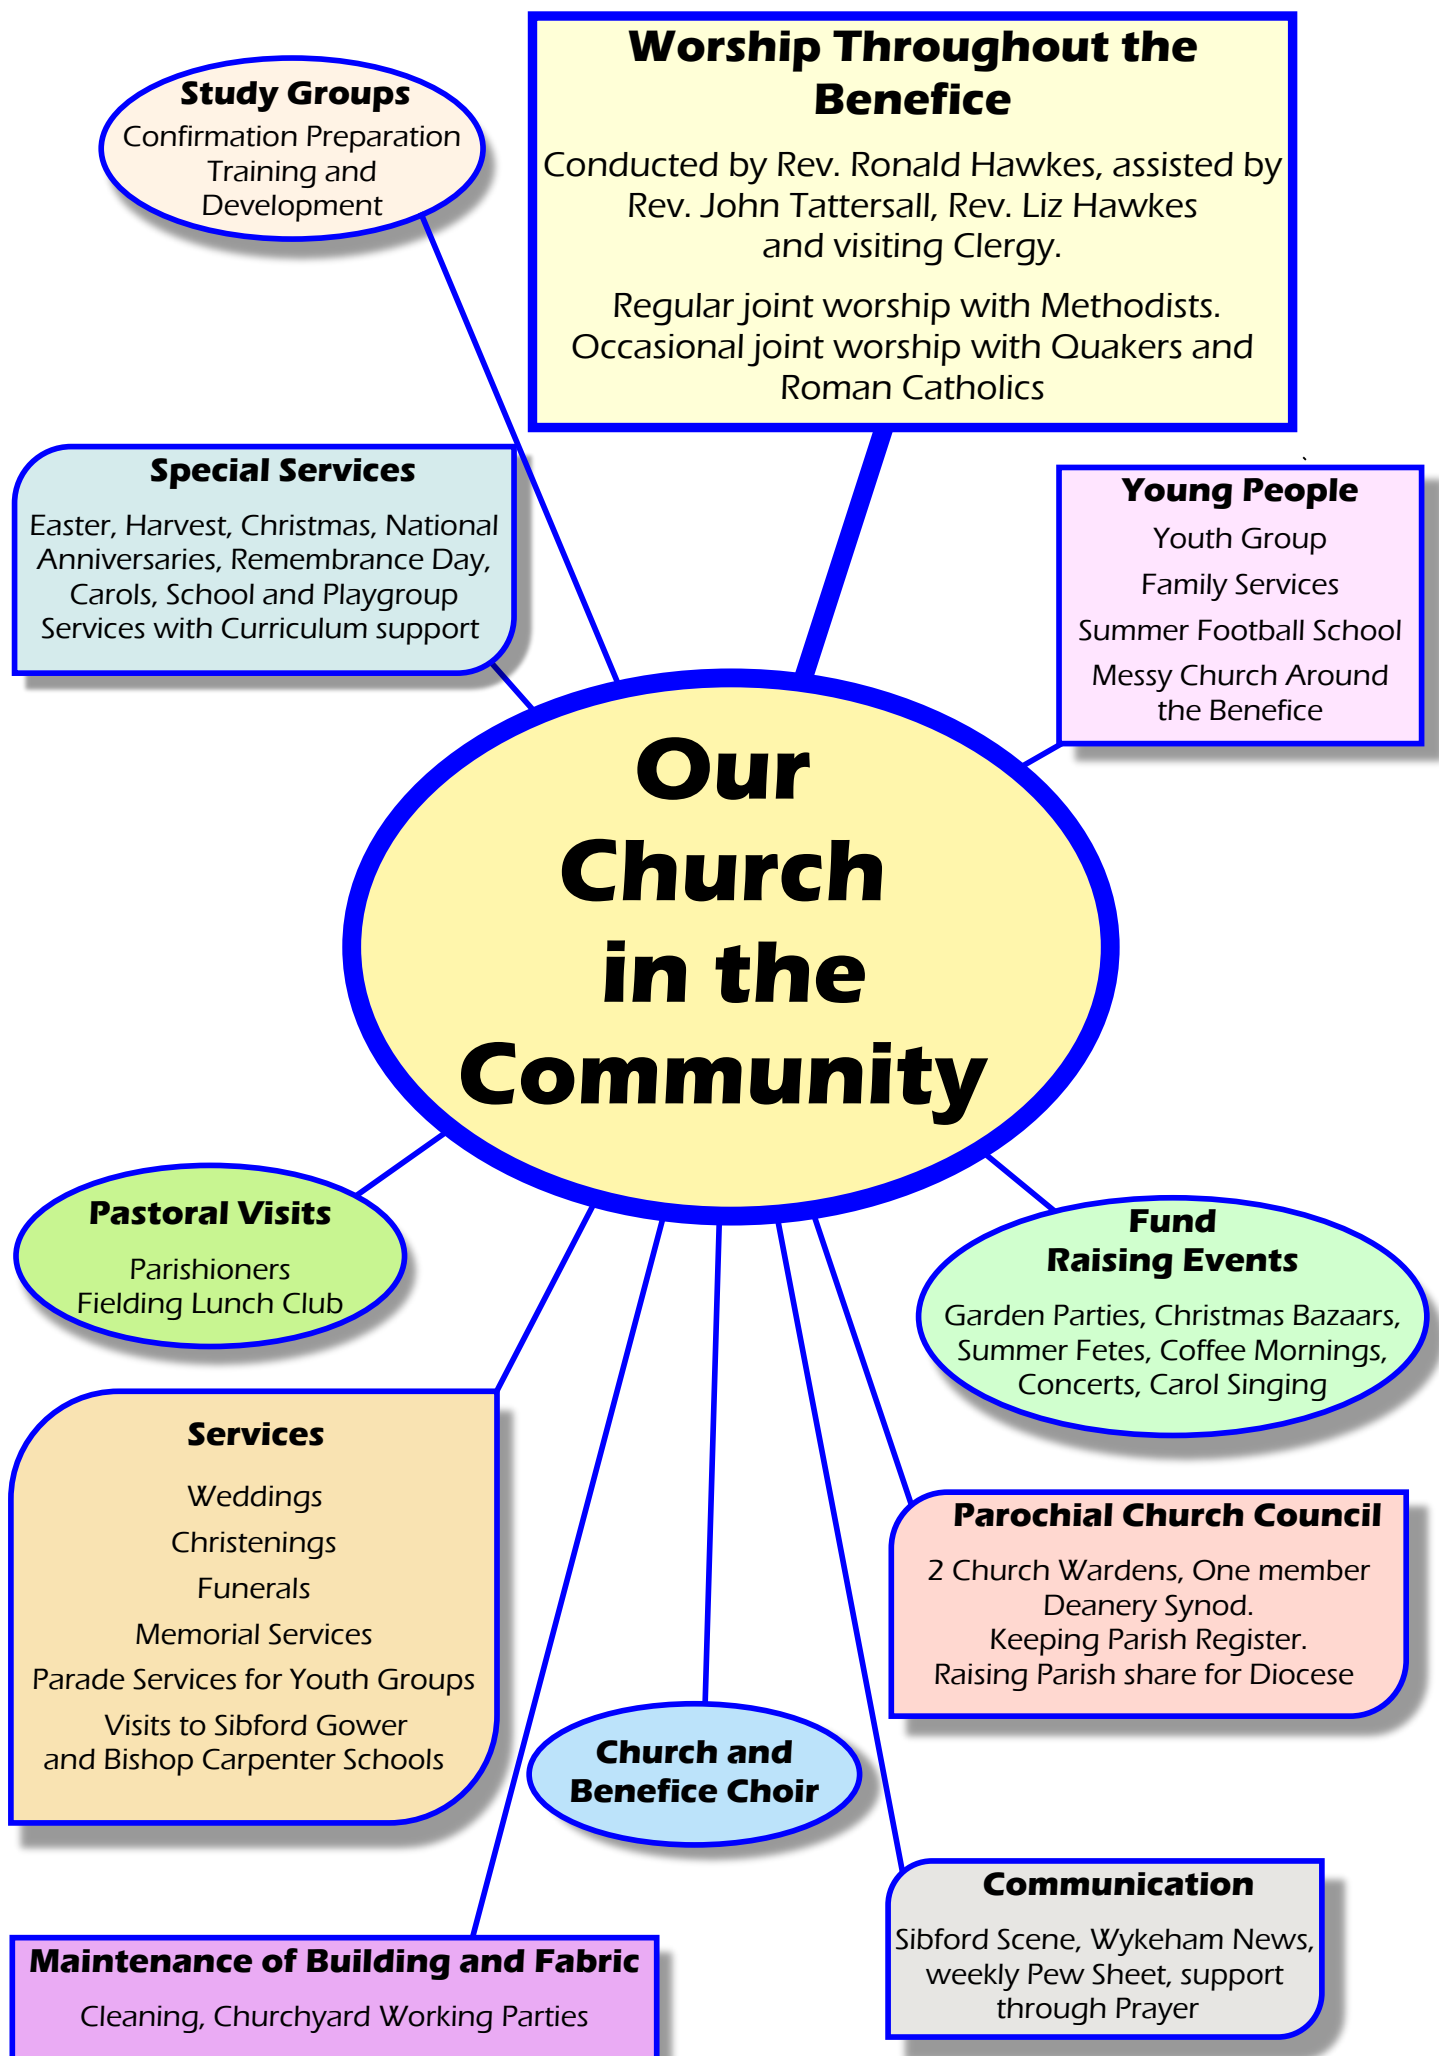 Worship Throughout the
Benefice
Conducted by Rev. Ronald Hawkes, assisted by
Rev. John Tattersall, Rev. Liz Hawkes
and visiting Clergy.
Regular joint worship with Methodists.
Occasional joint worship with Quakers and
Roman Catholics
Study Groups
Confirmation Preparation
Training and
Development
Special Services
Easter, Harvest, Christmas, National
Anniversaries, Remembrance Day,
Carols, School and Playgroup
Services with Curriculum support
Young People
Youth Group
Family Services
Summer Football School
Messy Church Around
the Benefice
Our
Church
in the
Community
Pastoral Visits
Parishioners
Fielding Lunch Club
Fund
Raising Events
Garden Parties, Christmas Bazaars,
Summer Fetes, Coffee Mornings,
Concerts, Carol Singing
Services
Weddings
Christenings
Funerals
Memorial Services
Parade Services for Youth Groups
Visits to Sibford Gower
and Bishop Carpenter Schools
Parochial Church Council
2 Church Wardens, One member
Deanery Synod.
Keeping Parish Register.
Raising Parish share for Diocese
Church and
Benefice Choir
Communication
Sibford Scene, Wykeham News,
weekly Pew Sheet, support
through Prayer
Maintenance of Building and Fabric
Cleaning, Churchyard Working Parties